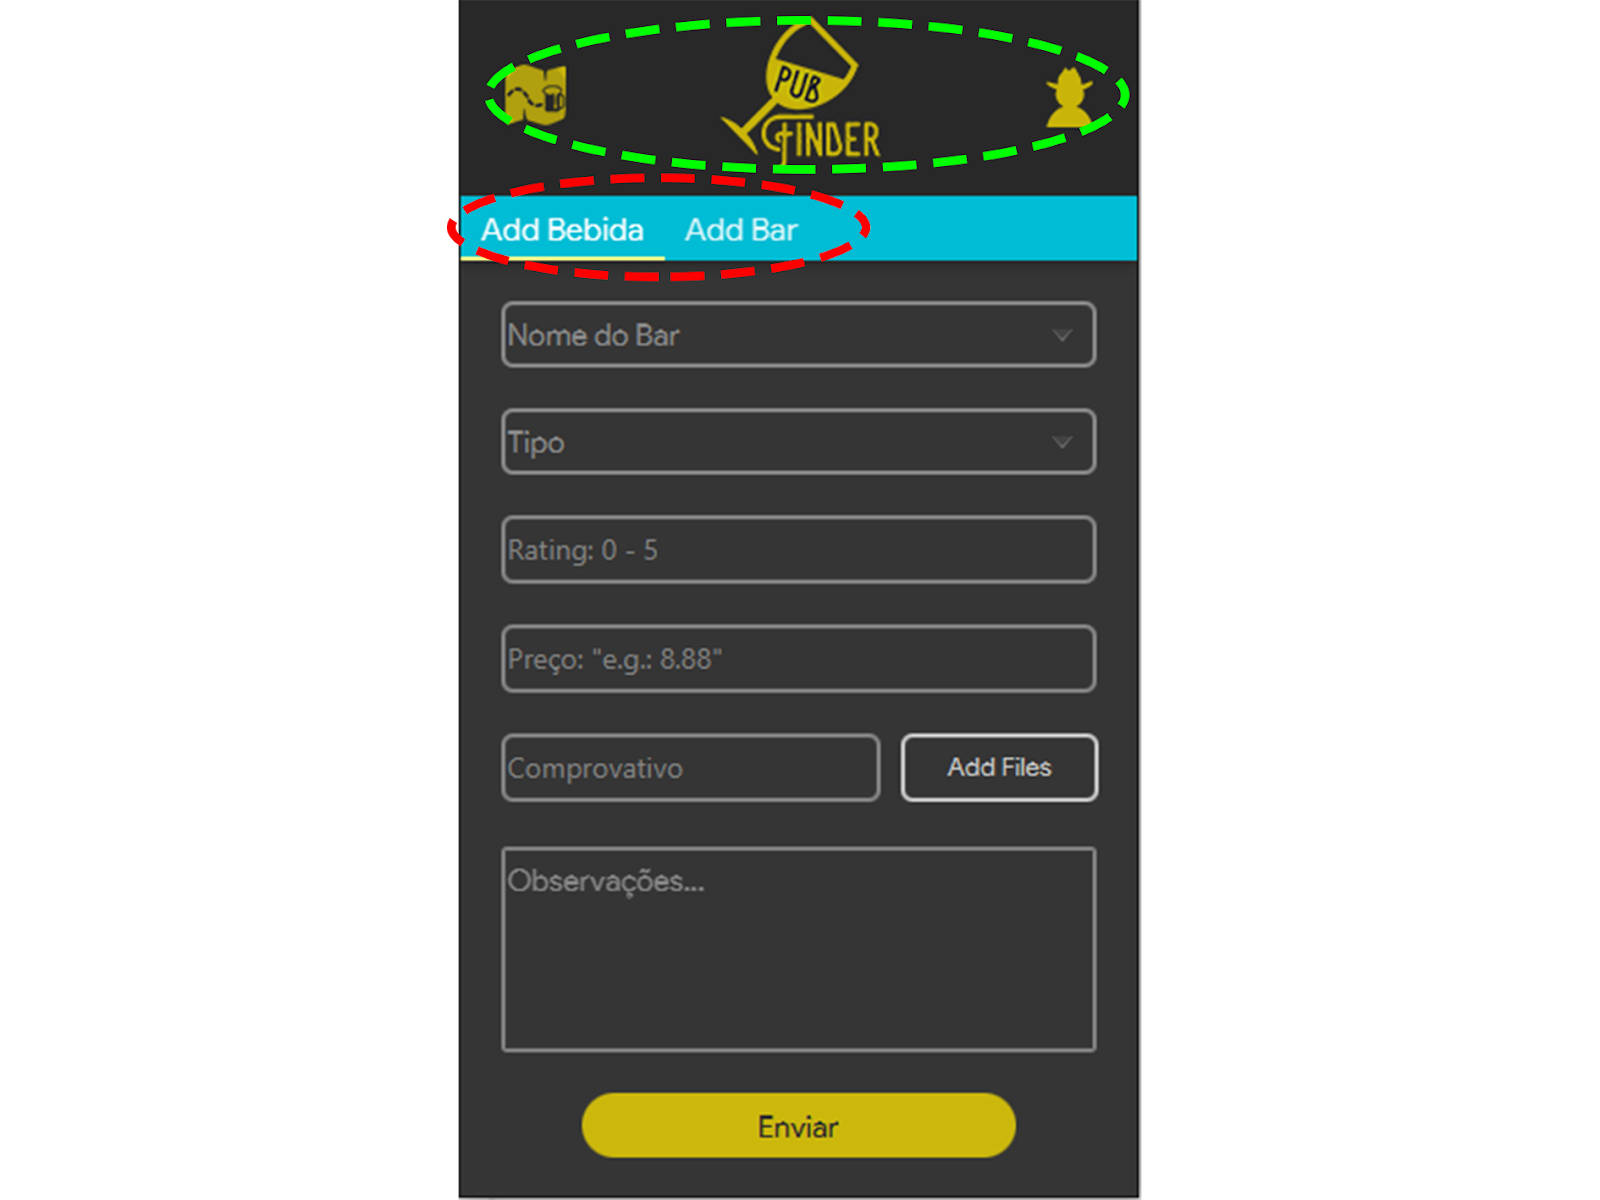 PUB
FINDER
Add Bebida Add Bar
Nome do Bar
Tipo
Rating: 0 - 5
Preço: "e.g.: 8.88"
Comprovativo Add Files
Observações...
Enviar